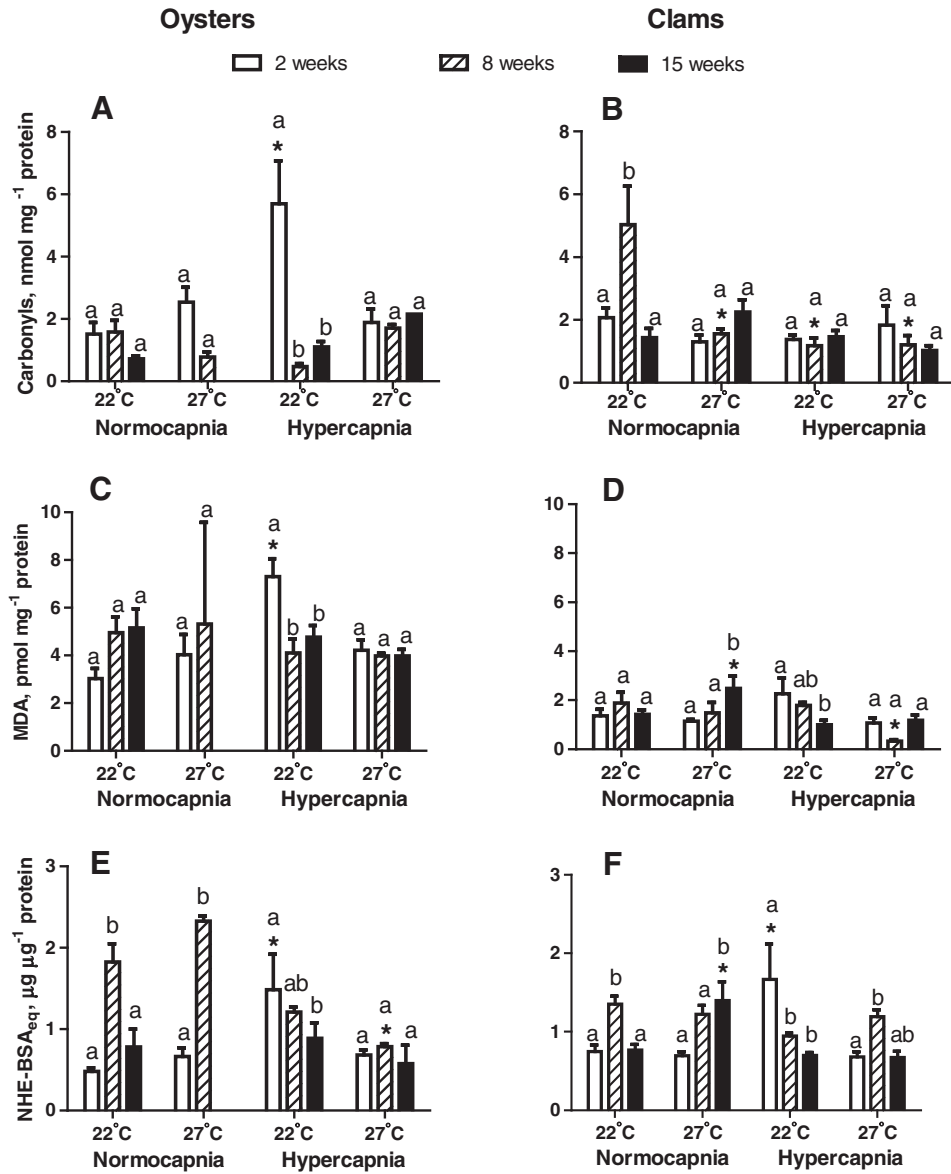 Oysters
Clams
2 weeks
8 weeks
15 weeks
A
Carbonyls, nmol mg -1 protein
8
6
4
2
0
a a a
a a
a
*
b b
a a a
22°C 27°C 22°C 27°C
Normocapnia Hypercapnia
B
8
6
4
2
0
a b a
a a
*
a
a a
*
a
a a
*
a
22°C 27°C 22°C 27°C
Normocapnia Hypercapnia
C
MDA, pmol mg-1 protein
10
8
6
4
2
0
a a a
a a
a
*
b b
a a a
22°C 27°C 22°C 27°C
Normocapnia Hypercapnia
D
10
8
6
4
2
0
a a a
a a b
*
a ab b
a a
*
a
22°C 27°C 22°C 27°C
Normocapnia Hypercapnia
E
NHE-BSAeq, µg µg-1 protein
3
2
1
0
a b a
a b
a
*
ab b
a a
*
a
22°C 27°C 22°C 27°C
Normocapnia Hypercapnia
F
3
2
1
0
a b a
a a b
*
a
*
b b
a b ab
22°C 27°C 22°C 27°C
Normocapnia Hypercapnia